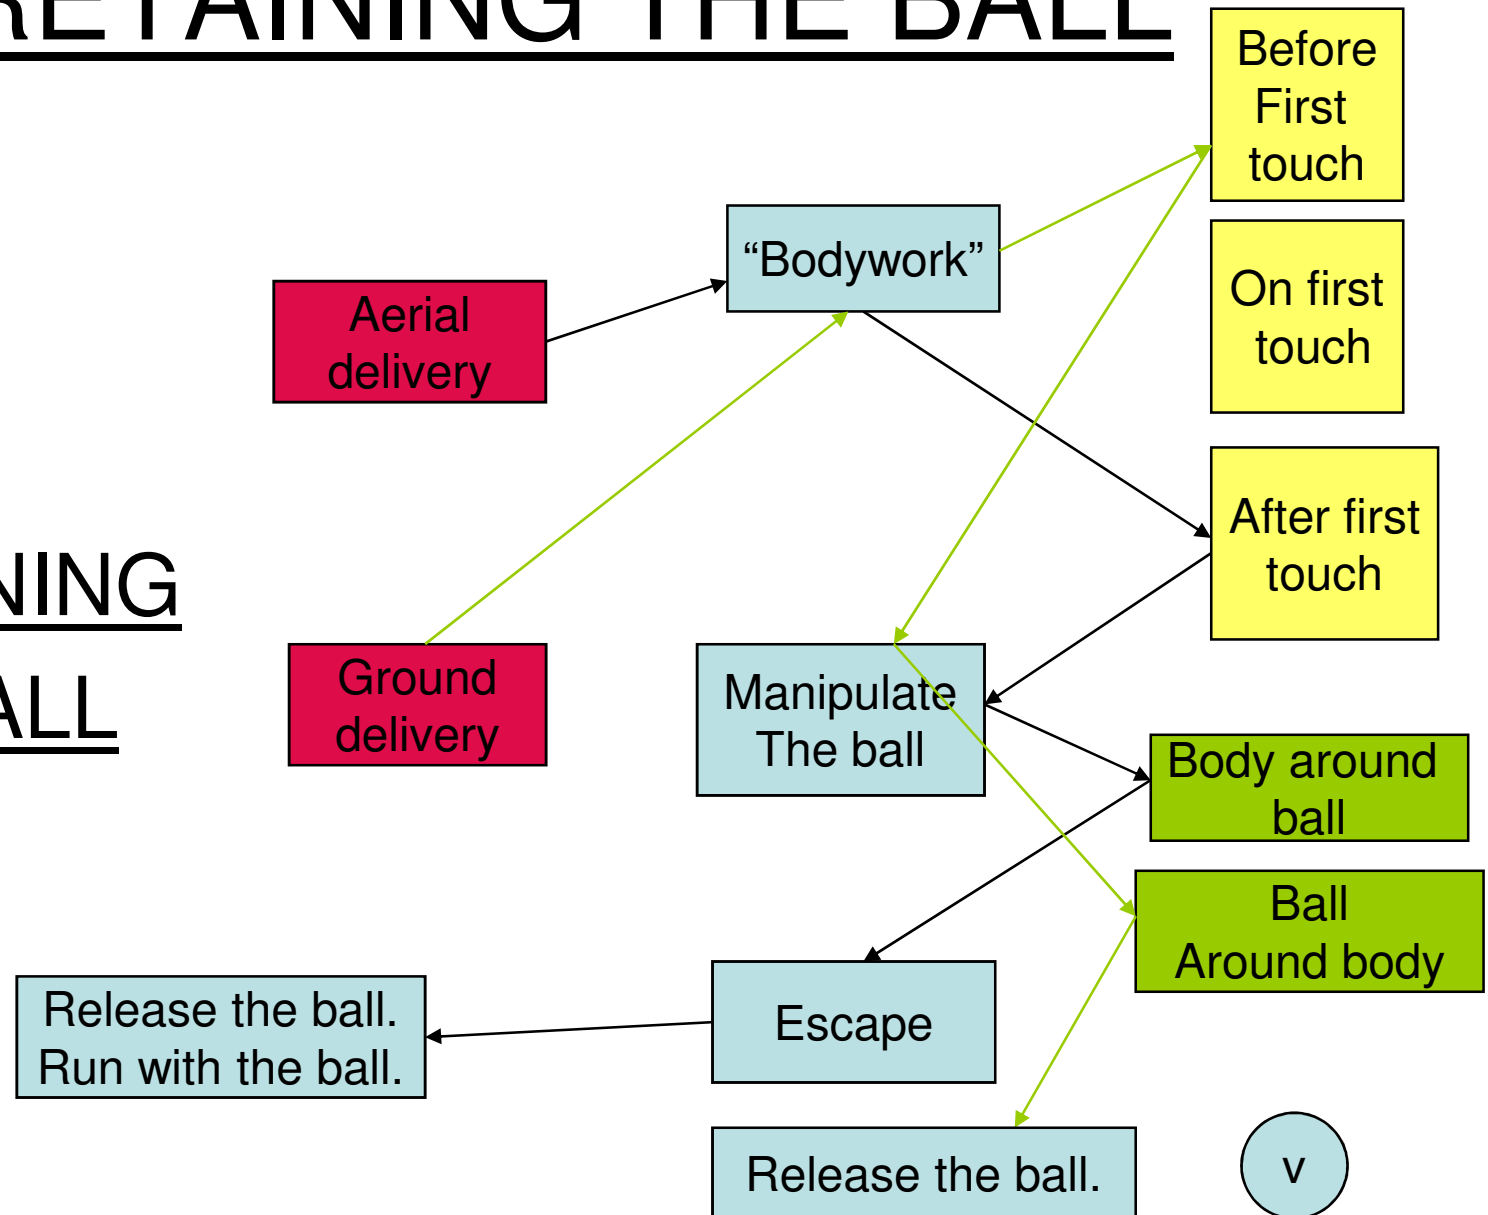 RETAINING THE BALL
Before
First
touch
“Bodywork”
On first
touch
Aerial
delivery
After first
touch
NING
ALL
Ground
delivery
Manipulate
The ball
Body around
ball
Ball
Around body
Release the ball.
Run with the ball.
Escape
Release the ball.
v